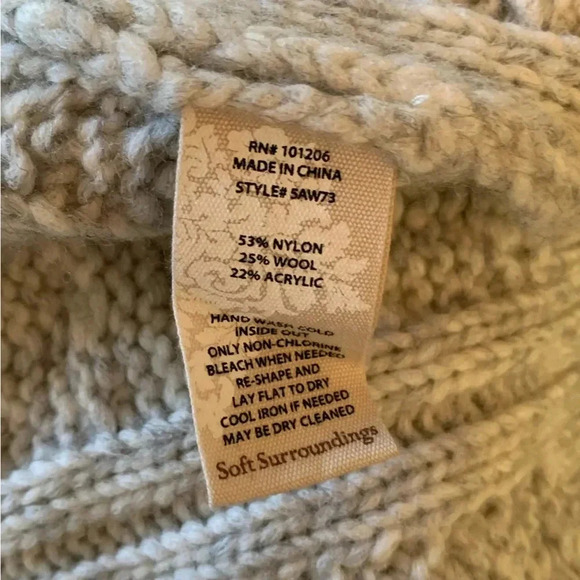 RN# 101206
MADE IN CHINA
STYLE# 5AW73
53% NYLON
25% WOOL
22% ACRYLIC
HAND WASH COLD
INSIDE OUT
ONLY NON-CHLORINE
BLEACH WHEN NEEDED
RE-SHAPE AND
LAY FLAT TO DRY
COOL IRON IF NEEDED
MAY BE DRY CLEANED
Soft Surroundings